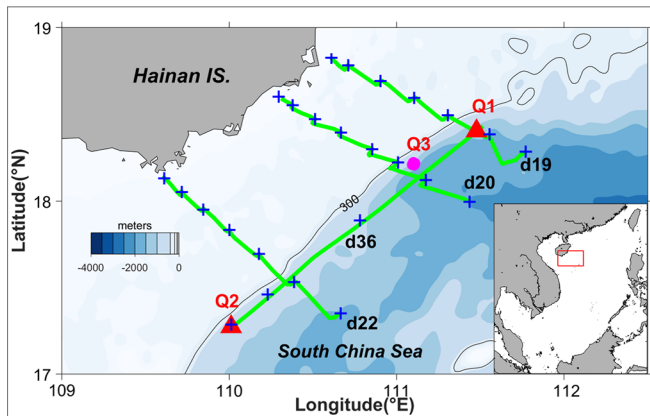 19
Hainan IS.
Q1
Q3
d19
d20
Latitude(°N)
18
300
meters
-4000
-2000
0
d36
Q2
d22
South China Sea
17
109
110
111
112
Longitude(°E)